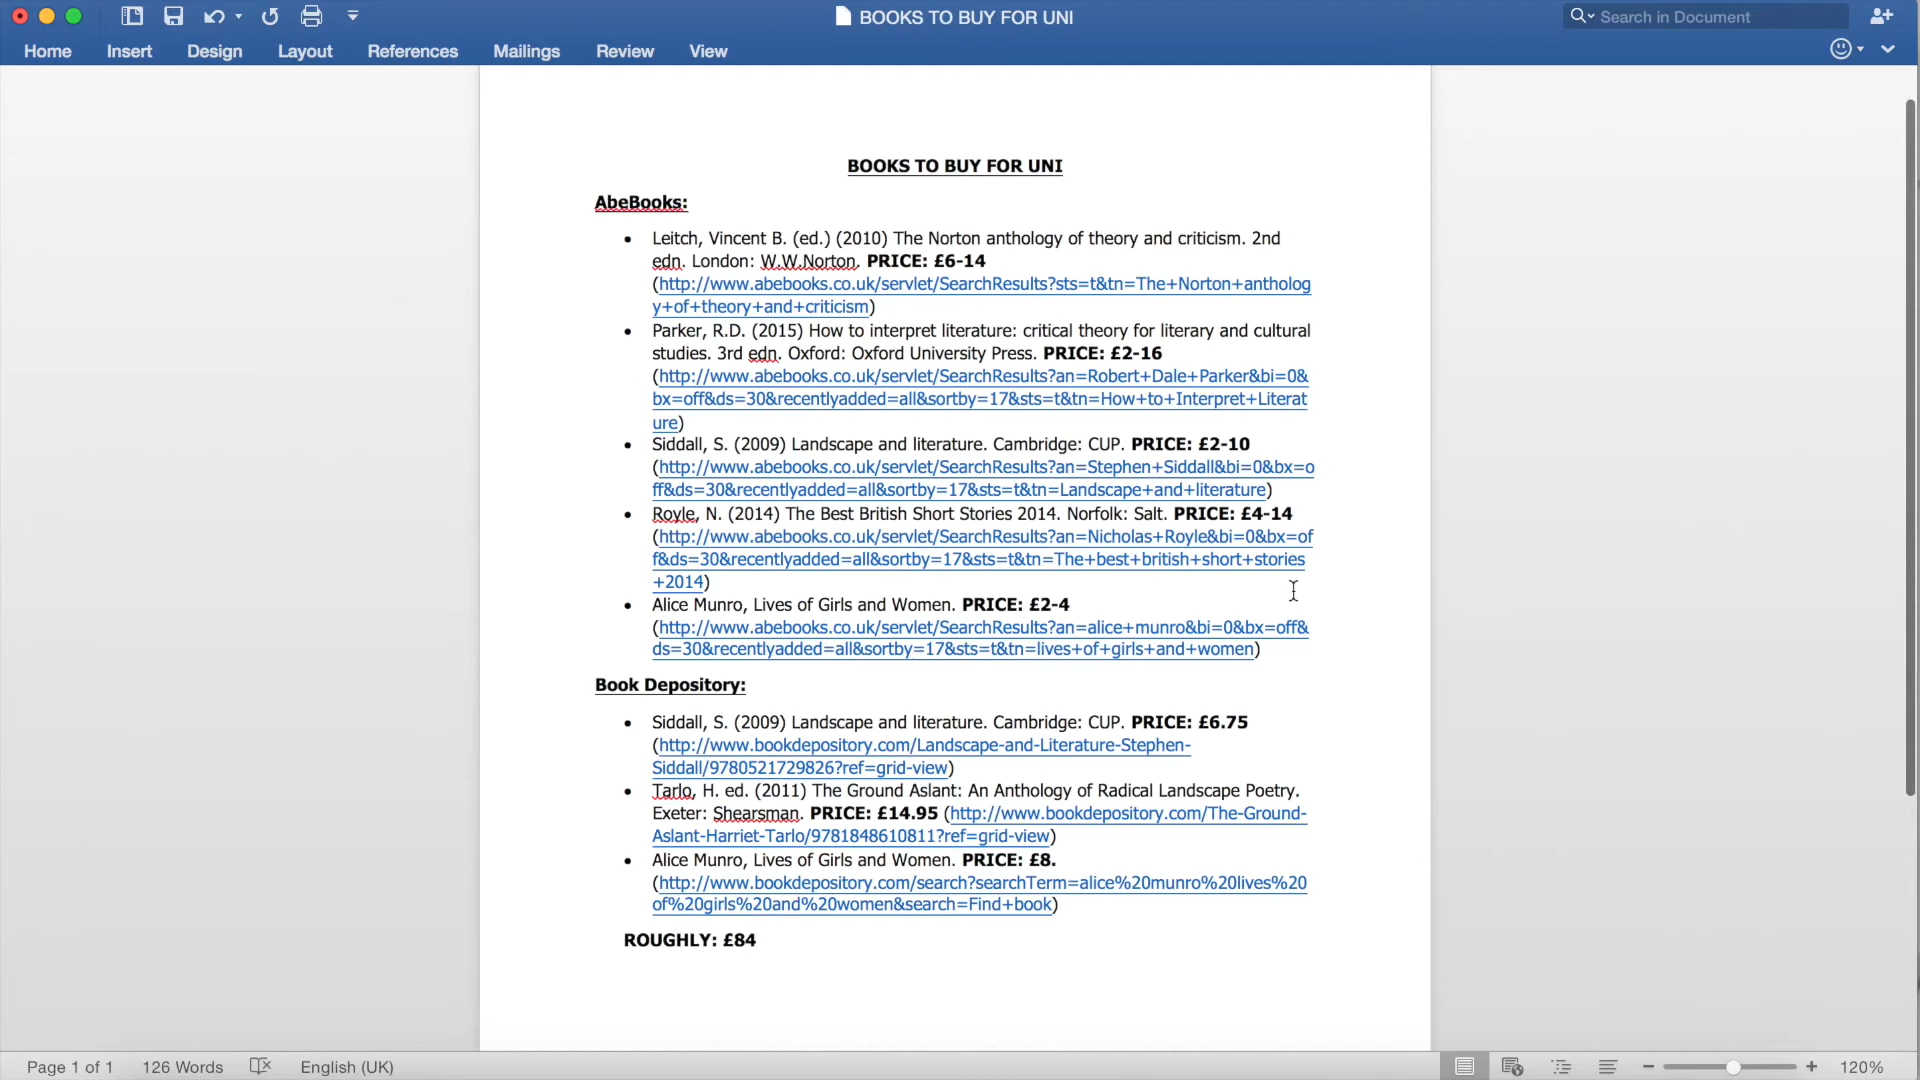 BOOKS TO BUY FOR UNI
Search in Document
Home Insert Design Layout References Mailings Review View
BOOKS TO BUY FOR UNI
AbeBooks:
• Leitch, Vincent B. (ed.) (2010) The Norton anthology of theory and criticism. 2nd
edn. London: W.W.Norton. PRICE: £6-14
(http://www.abebooks.co.uk/servlet/SearchResults?sts=t&tn=The+Norton+antholog
y+of+theory+and+criticism)
• Parker, R.D. (2015) How to interpret literature: critical theory for literary and cultural
studies. 3rd edn. Oxford: Oxford University Press. PRICE: £2-16
(http://www.abebooks.co.uk/servlet/SearchResults?an=Robert+Dale+Parker&bi=0&
bx=off&ds=30&recentlyadded=all&sortby=17&sts=t&tn=How+to+Interpret+Literat
ure)
• Siddall, S. (2009) Landscape and literature. Cambridge: CUP. PRICE: £2-10
(http://www.abebooks.co.uk/servlet/SearchResults?an=Stephen+Siddall&bi=0&bx=o
ff&ds=30&recentlyadded=all&sortby=17&sts=t&tn=Landscape+and+literature)
• Royle, N. (2014) The Best British Short Stories 2014. Norfolk: Salt. PRICE: £4-14
(http://www.abebooks.co.uk/servlet/SearchResults?an=Nicholas+Royle&bi=0&bx=of
f&ds=30&recentlyadded=all&sortby=17&sts=t&tn=The+best+british+short+stories
+2014)
• Alice Munro, Lives of Girls and Women. PRICE: £2-4
(http://www.abebooks.co.uk/servlet/SearchResults?an=alice+munro&bi=0&bx=off&
ds=30&recentlyadded=all&sortby=17&sts=t&tn=lives+of+girls+and+women)
Book Depository:
• Siddall, S. (2009) Landscape and literature. Cambridge: CUP. PRICE: £6.75
(http://www.bookdepository.com/Landscape-and-Literature-Stephen-
Siddall/9780521729826?ref=grid-view)
• Tarlo, H. ed. (2011) The Ground Aslant: An Anthology of Radical Landscape Poetry.
Exeter: Shearsman. PRICE: £14.95 (http://www.bookdepository.com/The-Ground-
Aslant-Harriet-Tarlo/9781848610811?ref=grid-view)
• Alice Munro, Lives of Girls and Women. PRICE: £8.
(http://www.bookdepository.com/search?searchTerm=alice%20munro%20lives%20
of%20girls%20and%20women&search=Find+book)
ROUGHLY: £84
Page 1 of 1 126 Words English (UK) 120%